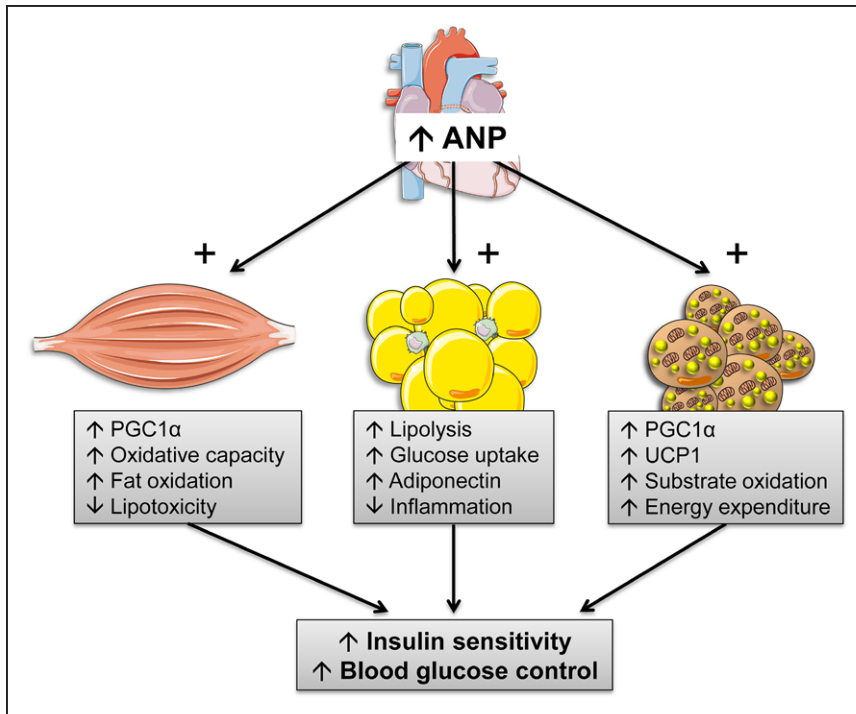 ↑ ANP
+
+
+
↑ PGC1α
↑ Oxidative capacity
↑ Fat oxidation
↓ Lipotoxicity
↑ Lipolysis
↑ Glucose uptake
↑ Adiponectin
↓ Inflammation
↑ PGC1α
↑ UCP1
↑ Substrate oxidation
↑ Energy expenditure
↑ Insulin sensitivity
↑ Blood glucose control